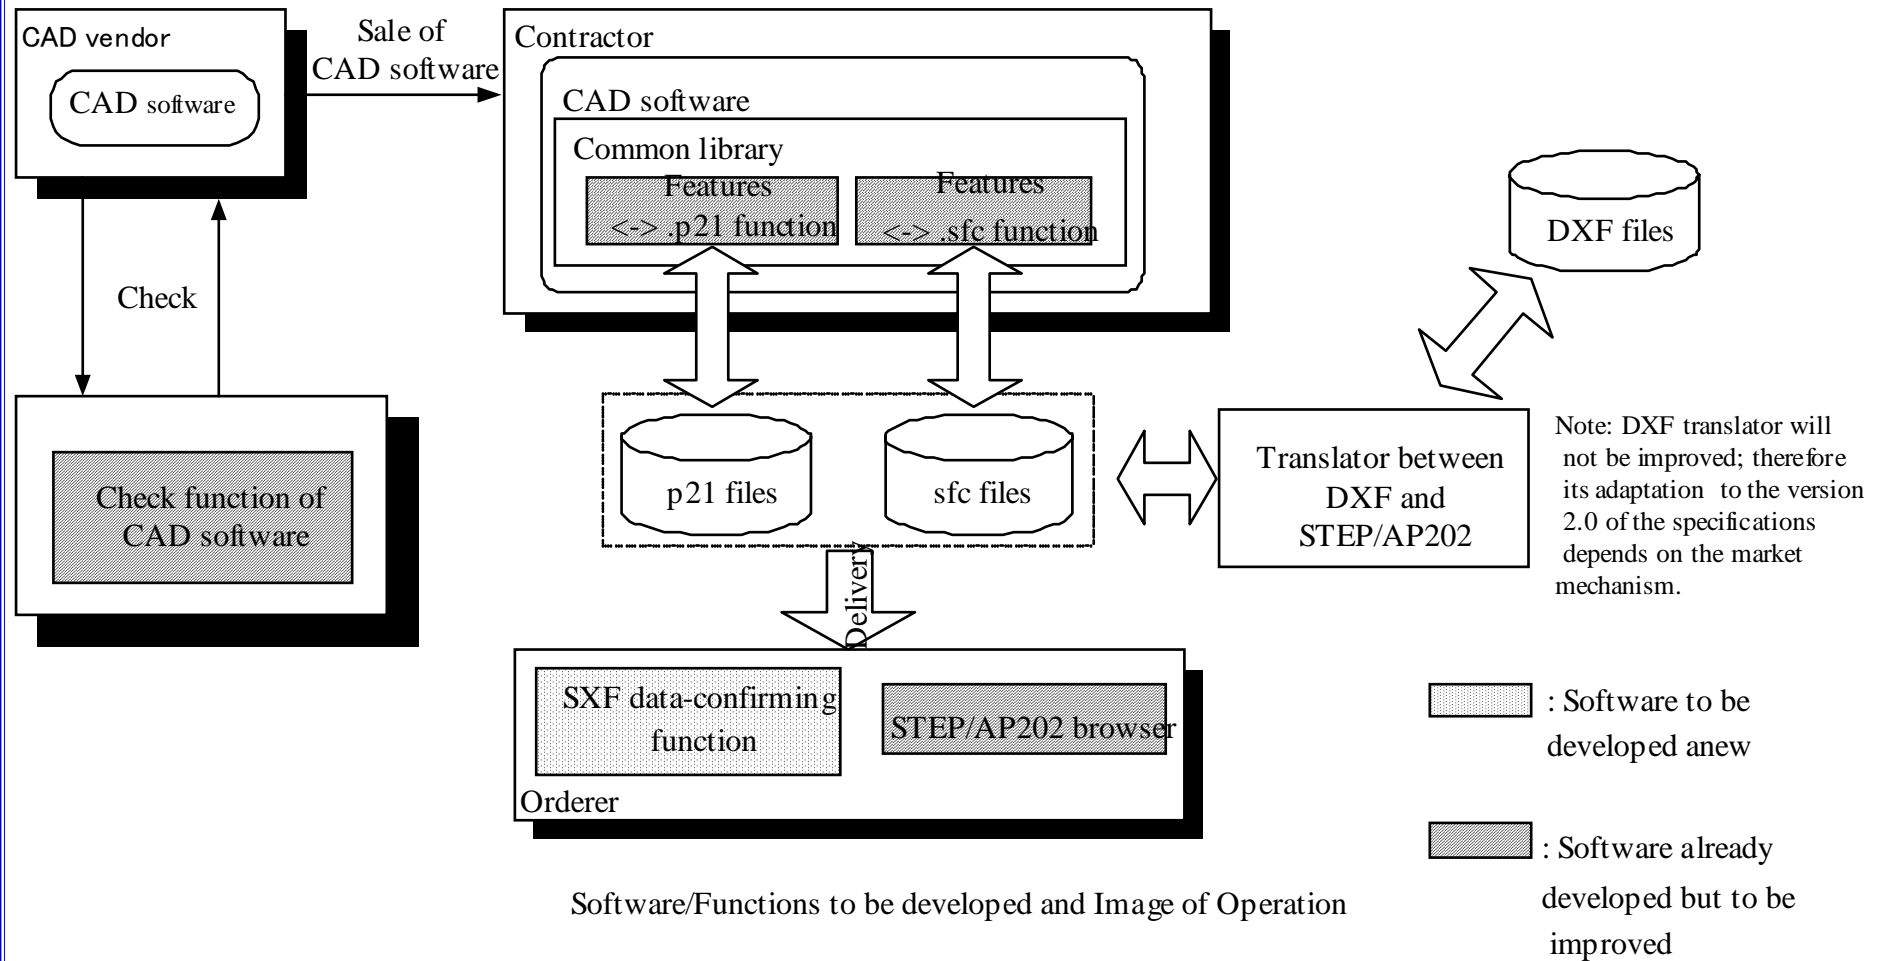 CAD vendor
CAD software
Sale of
CAD software
Contractor
CAD software
Common library
Features
<-> .p21 function
Features
<-> .sfc function
DXF files
Check
Check function of
CAD software
p21 files
sfc files
Translator between
DXF and
STEP/AP202
Note: DXF translator will
not be improved; therefore
its adaptation to the version
2.0 of the specifications
depends on the market
mechanism.
Delivery
SXF data-confirming
function
STEP/AP202 browser
Orderer
: Software to be
developed anew
: Software already
developed but to be
improved
Software/Functions to be developed and Image of Operation